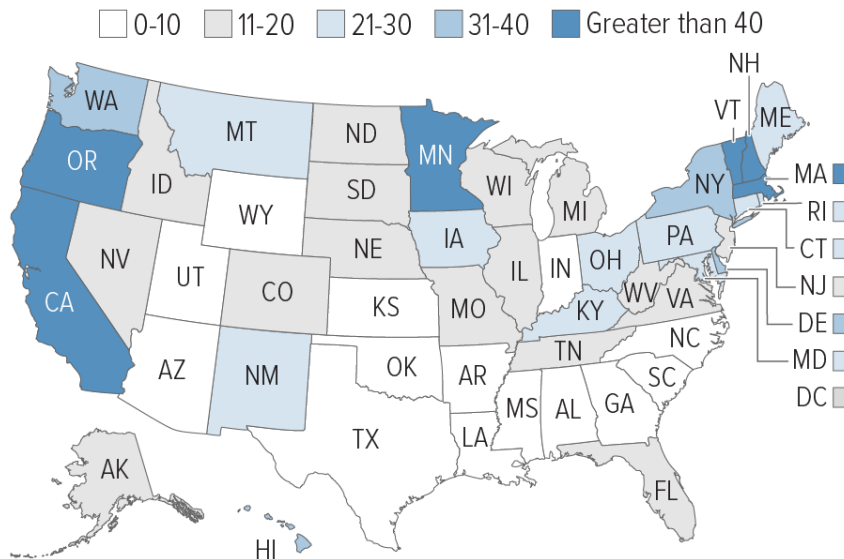 0-10 11-20 21-30 31-40 Greater than 40
NH
VT
WA MT ND MN ME
OR ID SD WI NY MA
WY MI RI
NV NE IA PA CT
UT CO IL IN OH NJ
CA KS MO KY WV VA DE
AZ NM OK AR TN NC MD
TX LA MS AL GA SC DC
AK HI FL